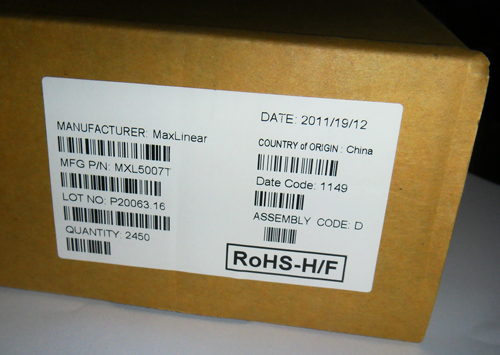 MANUFACTURER: MaxLinear
MFG P/N: MXL5007T
LOT NO: P20063.16
QUANTITY: 2450
DATE: 2011/19/12
COUNTRY of ORIGIN : China
Date Code: 1149
ASSEMBLY CODE: D
RoHS-H/F